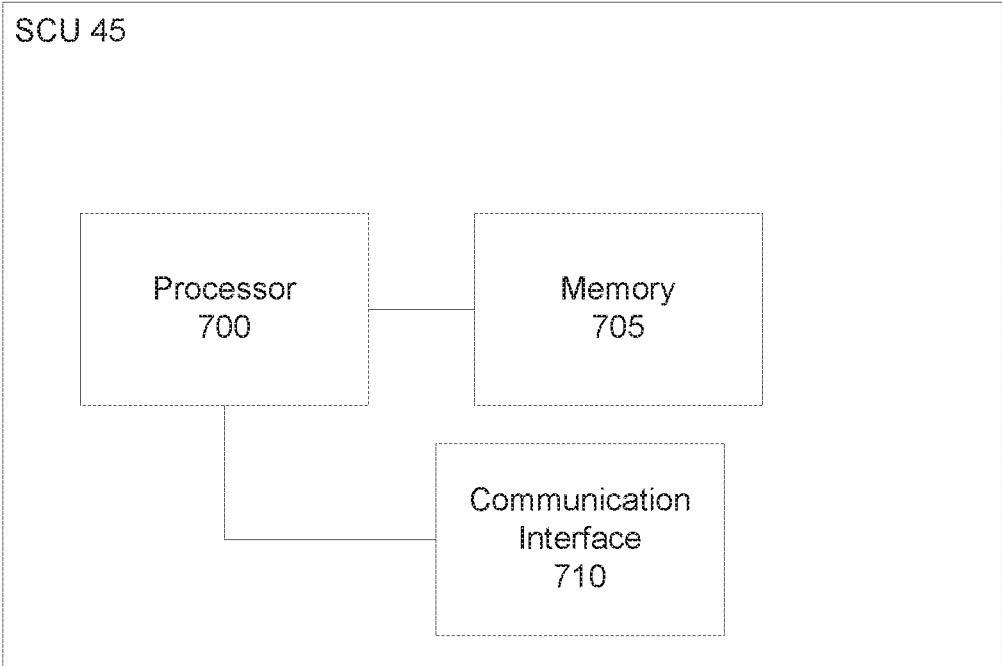 SCU 45
Processor
700
Memory
705
Communication
Interface
710